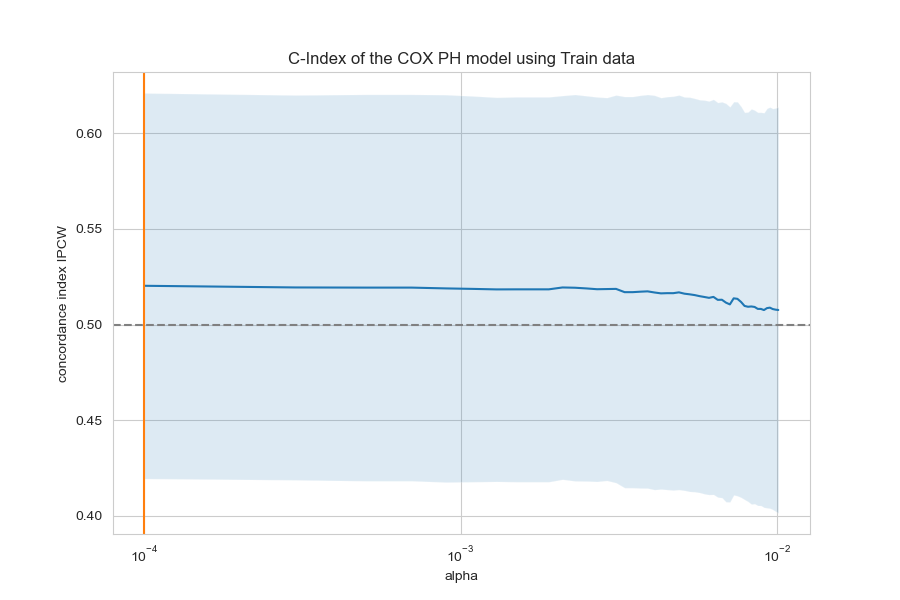 C-Index of the COX PH model using Train data
concordance index IPCW
0.60
0.55
0.50
0.45
0.40
10⁻⁴
10⁻³
10⁻²
alpha